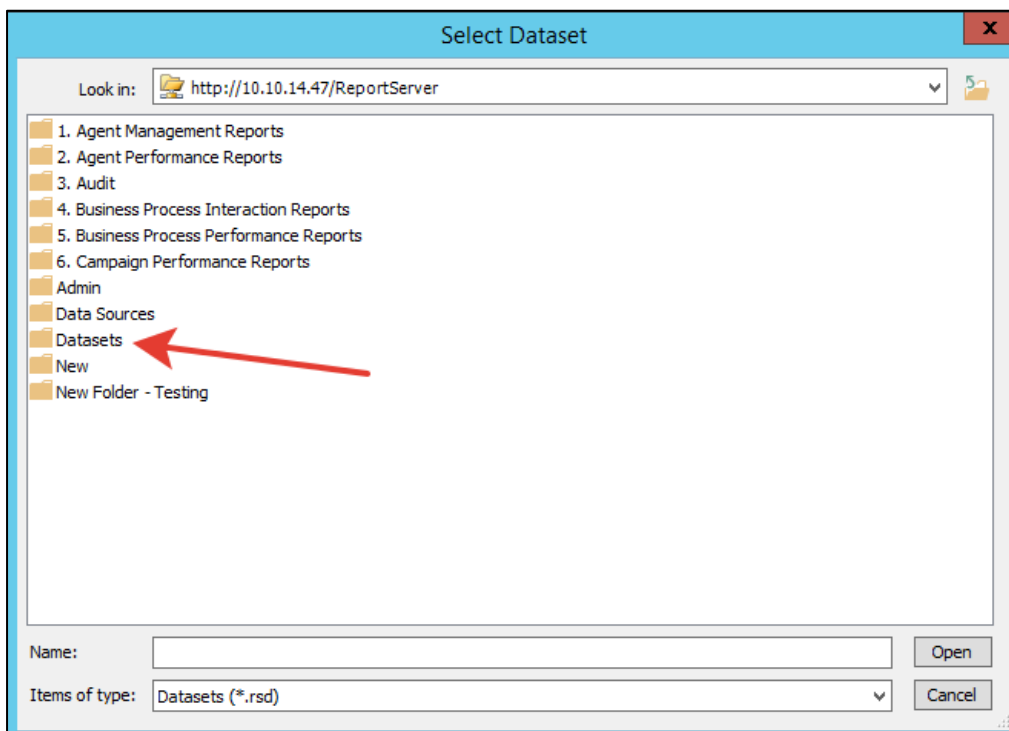 Select Dataset
x
Look in: http://10.10.14.47/ReportServer
1. Agent Management Reports
2. Agent Performance Reports
3. Audit
4. Business Process Interaction Reports
5. Business Process Performance Reports
6. Campaign Performance Reports
Admin
Data Sources
Datasets
New
New Folder - Testing
Name: Open
Items of type: Datasets (*.rsd) Cancel